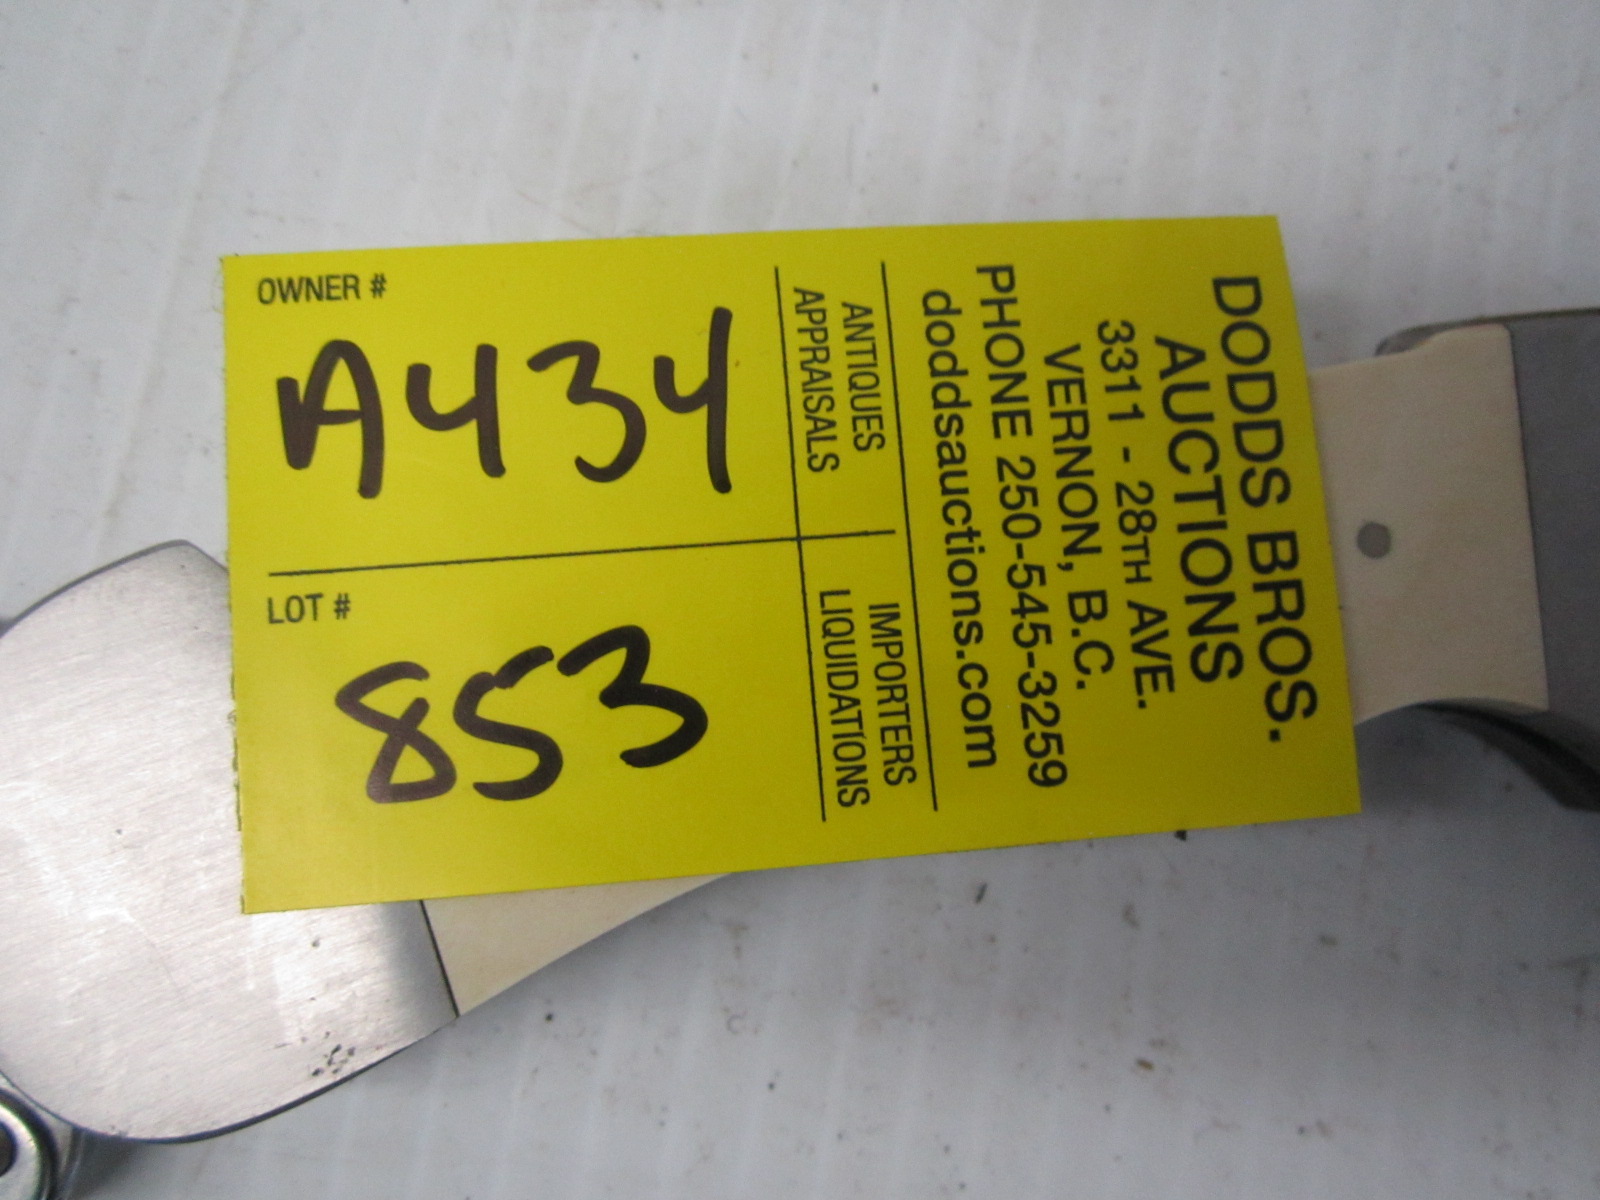 DODDS BROS.
AUCTIONS
3311 - 28TH AVE.
VERNON, B.C.
PHONE 250-545-3259
doddsauctions.com
ANTIQUES
APPRAISALS
IMPORTERS
LIQUIDATIONS
OWNER #
A434
LOT #
853